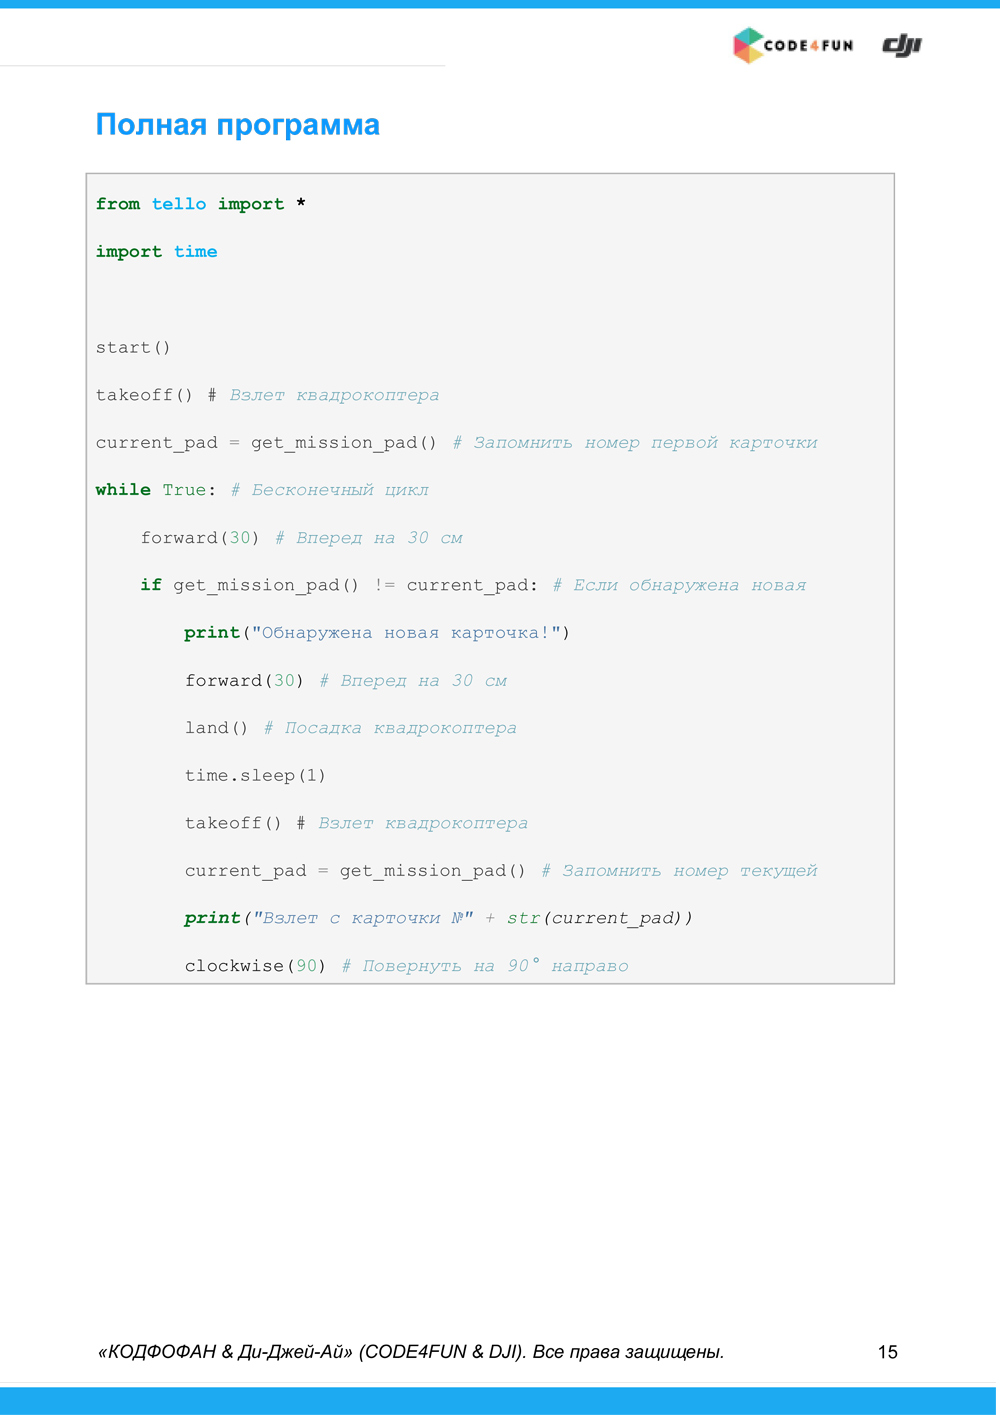 CODE4FUN dji
Полная программа
from tello import *
import time
start()
takeoff() # Взлет квадрокоптера
current_pad = get_mission_pad() # Запомнить номер первой карточки
while True: # Бесконечный цикл
    forward(30) # Вперед на 30 см
    if get_mission_pad() != current_pad: # Если обнаружена новая
        print("Обнаружена новая карточка!")
        forward(30) # Вперед на 30 см
        land() # Посадка квадрокоптера
        time.sleep(1)
        takeoff() # Взлет квадрокоптера
        current_pad = get_mission_pad() # Запомнить номер текущей
        print("Взлет с карточки №" + str(current_pad))
        clockwise(90) # Повернуть на 90° направо
«КОДФОФАН & Ди-Джей-Ай» (CODE4FUN & DJI). Все права защищены. 15